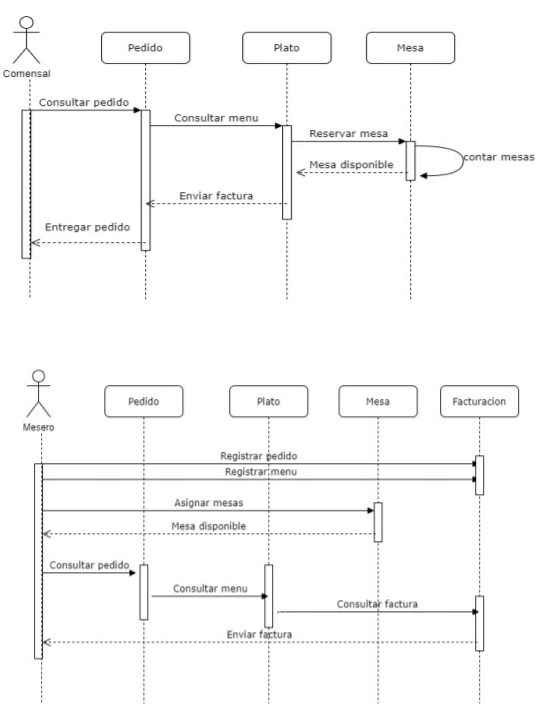 Comensal
Pedido
Plato
Mesa
Consultar pedido
Consultar menu
Reservar mesa
contar mesas
Mesa disponible
Enviar factura
Entregar pedido
Mesero
Pedido
Plato
Mesa
Facturacion
Registrar pedido
Registrar menu
Asignar mesas
Mesa disponible
Consultar pedido
Consultar menu
Consultar factura
Enviar factura